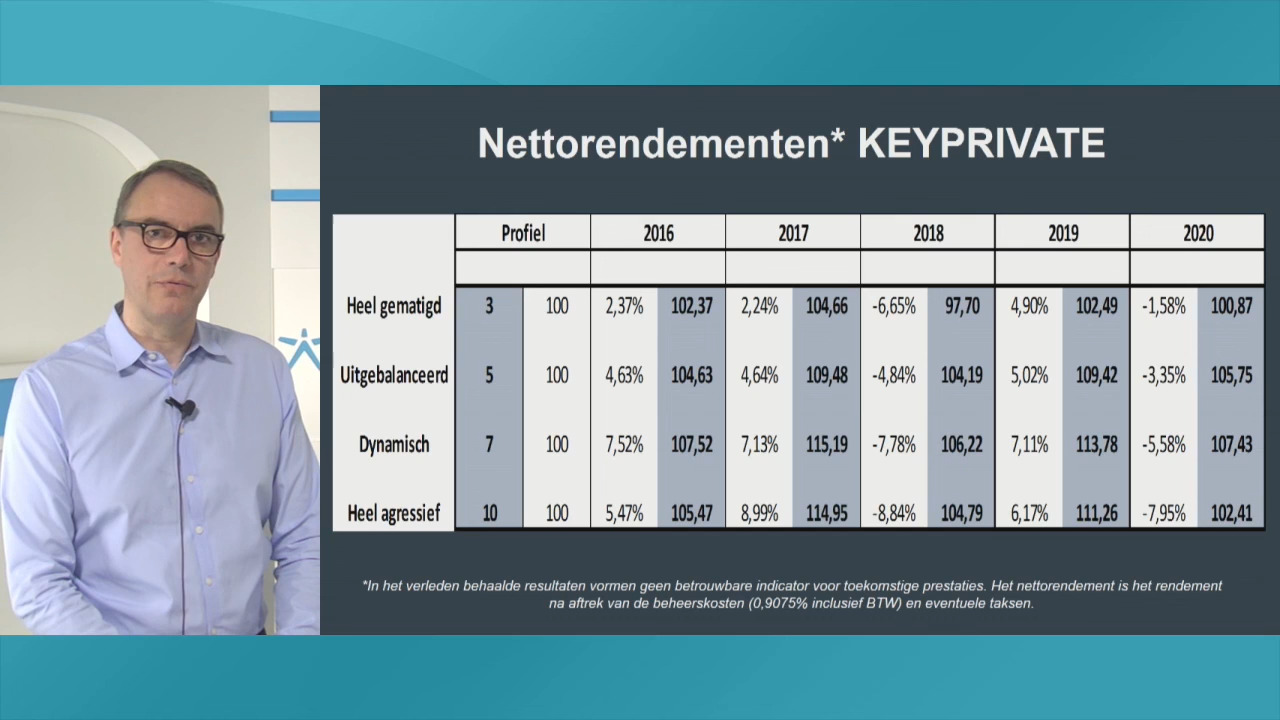 Nettorendementen* KEYPRIVATE
Profiel 2016 2017 2018 2019 2020
Heel gematigd 3 100 2,37% 102,37 2,24% 104,66 -6,65% 97,70 4,90% 102,49 -1,58% 100,87
Uitgebalanceerd 5 100 4,63% 104,63 4,64% 109,48 -4,84% 104,19 5,02% 109,42 -3,35% 105,75
Dynamisch 7 100 7,52% 107,52 7,13% 115,19 -7,78% 106,22 7,11% 113,78 -5,58% 107,43
Heel agressief 10 100 5,47% 105,47 8,99% 114,95 -8,84% 104,79 6,17% 111,26 -7,95% 102,41
*In het verleden behaalde resultaten vormen geen betrouwbare indicator voor toekomstige prestaties. Het nettorendement is het rendement
na aftrek van de beheerskosten (0,9075% inclusief BTW) en eventuele taksen.